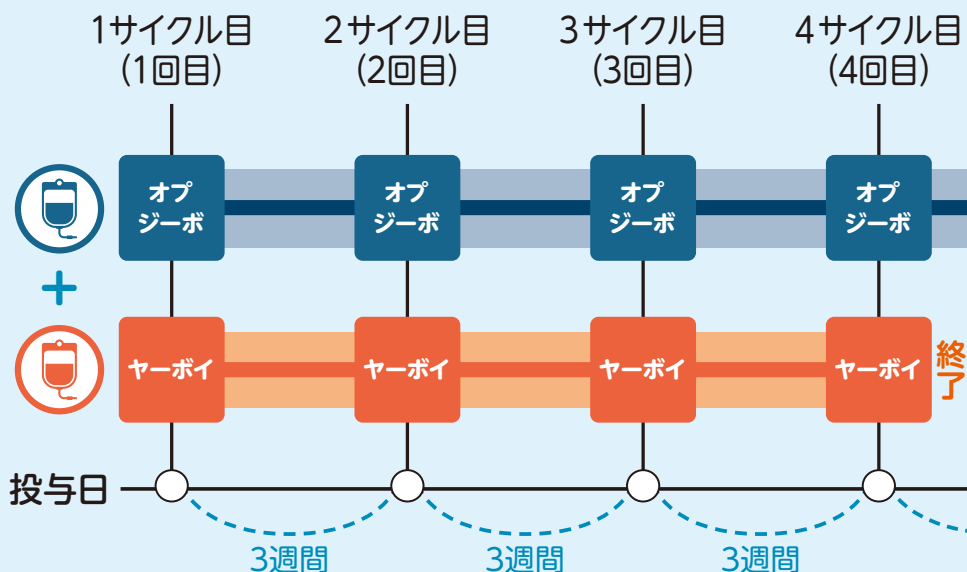 1サイクル目
(1回目)
2サイクル目
(2回目)
3サイクル目
(3回目)
4サイクル目
(4回目)
オプ
ジーボ
オプ
ジーボ
オプ
ジーボ
オプ
ジーボ
+
ヤーボイ
ヤーボイ
ヤーボイ
ヤーボイ
終了
投与日
3週間
3週間
3週間